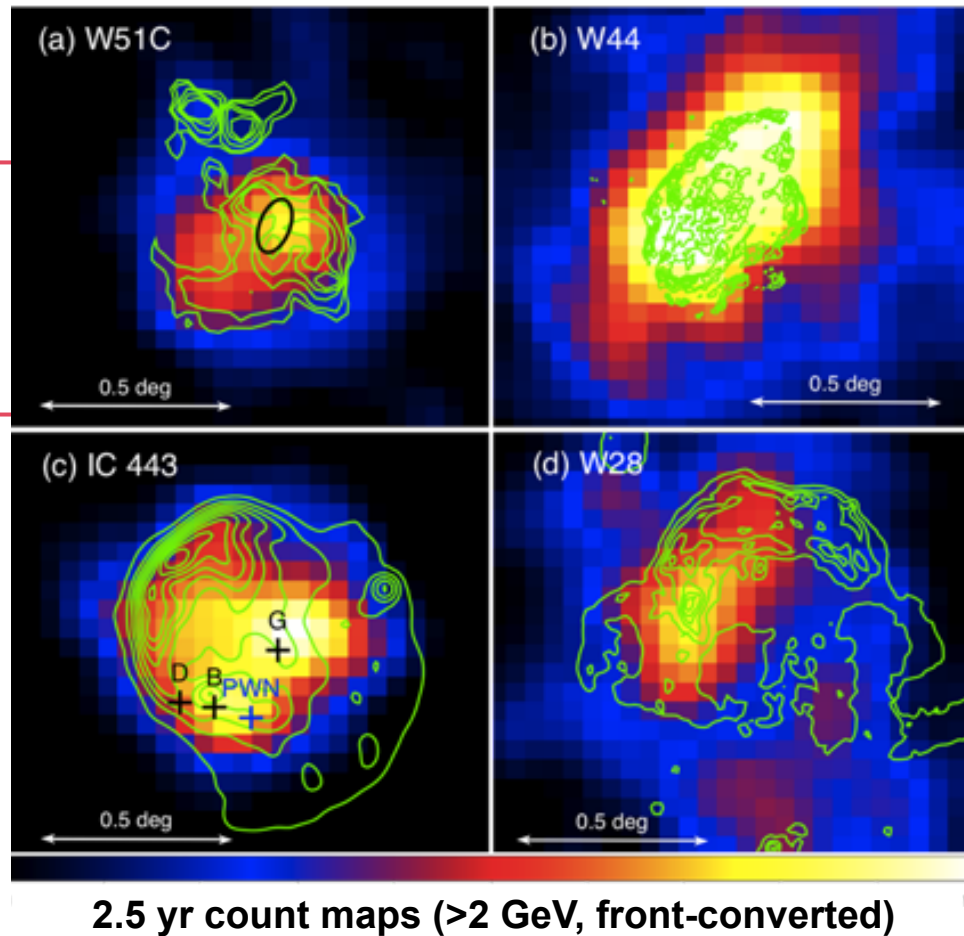 (a) W51C
(b) W44
0.5 deg
0.5 deg
(c) IC 443
(d) W28
G
D
B
PWN
0.5 deg
0.5 deg
2.5 yr count maps (>2 GeV, front-converted)